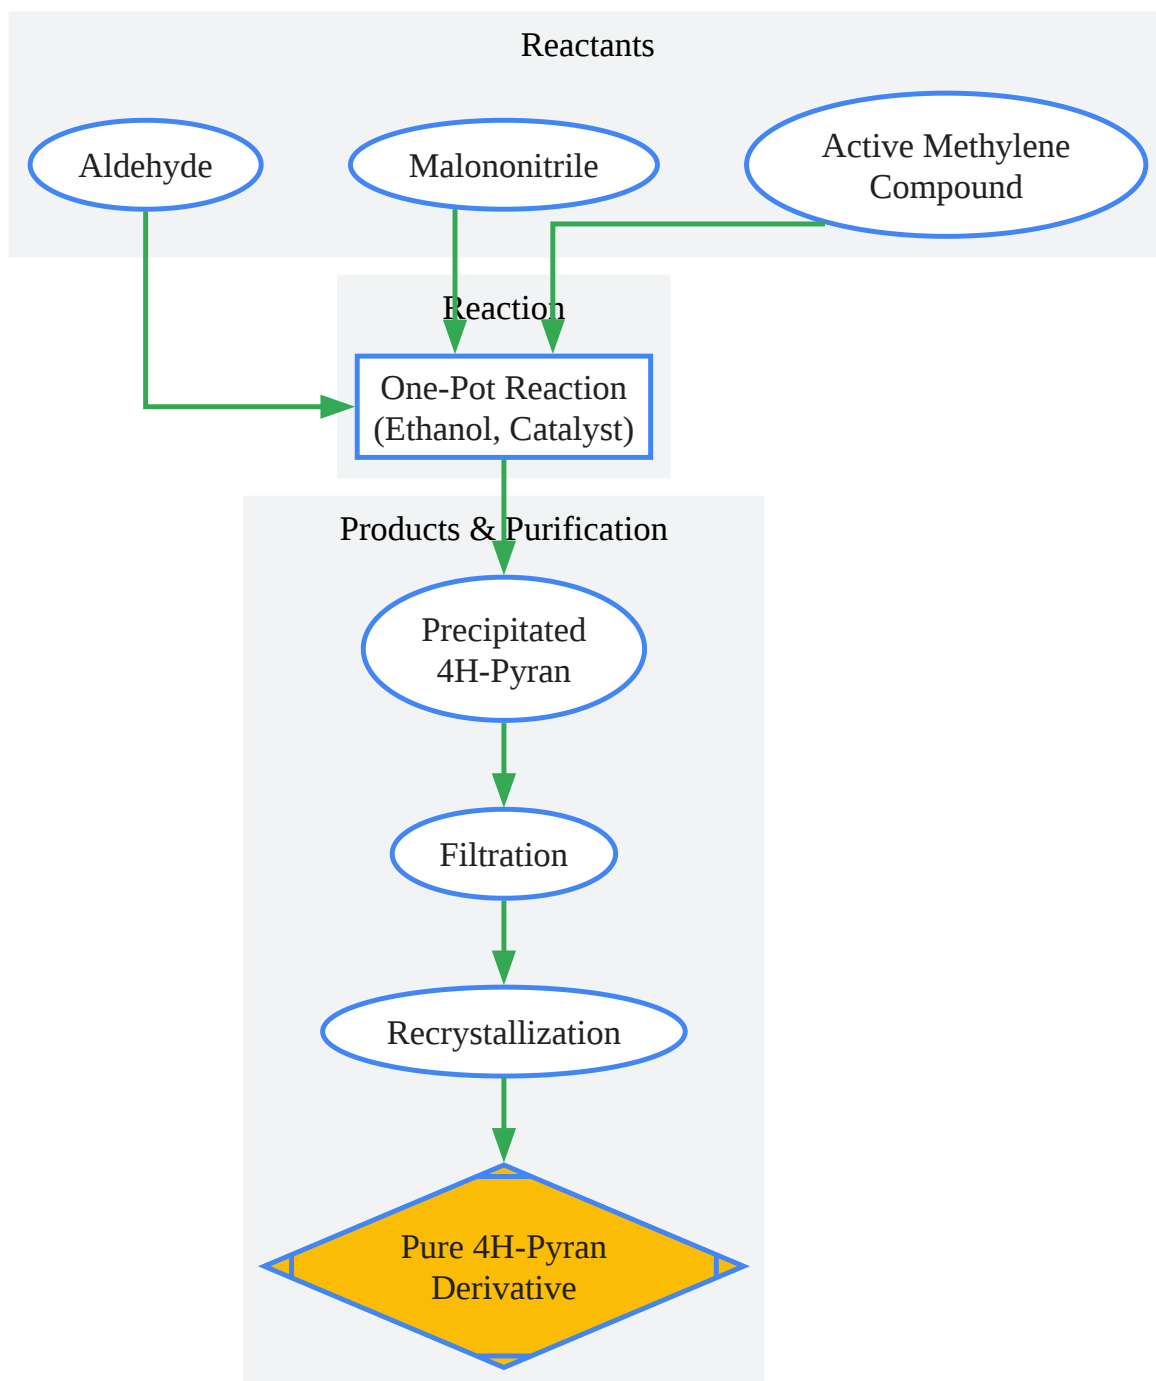 Reactants
Aldehyde
Malononitrile
Active Methylene
Compound
Reaction
One-Pot Reaction
(Ethanol, Catalyst)
Products & Purification
Precipitated
4H-Pyran
Filtration
Recrystallization
Pure 4H-Pyran
Derivative